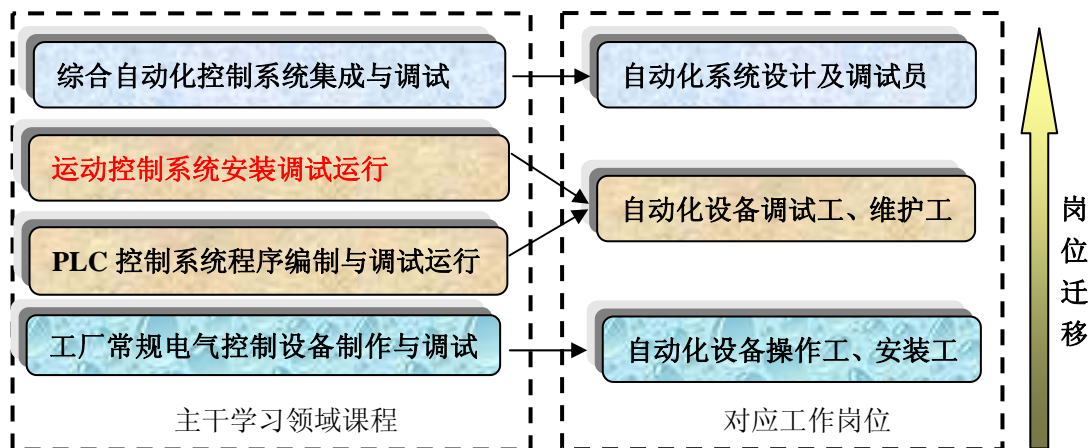 综合自动化控制系统集成与调试
自动化系统设计及调试员
运动控制系统安装调试运行
自动化设备调试工、维护工
PLC 控制系统程序编制与调试运行
工厂常规电气控制设备制作与调试
自动化设备操作工、安装工
主干学习领域课程
对应工作岗位
岗位迁移